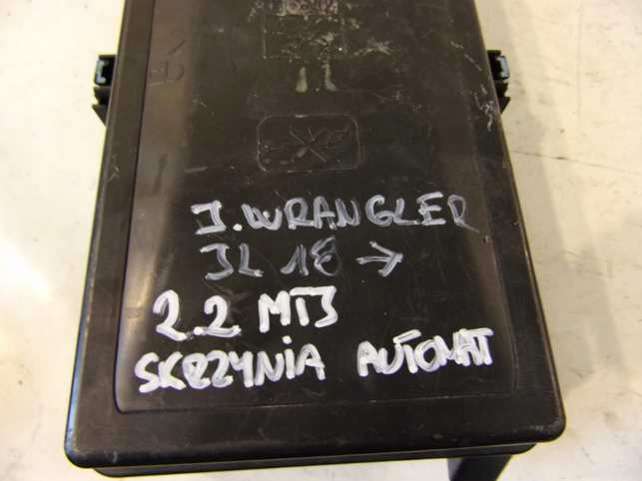 J.WRANGLER
JL 18 →
2.2 MTJ
SKRZYNIA AUTOMAT